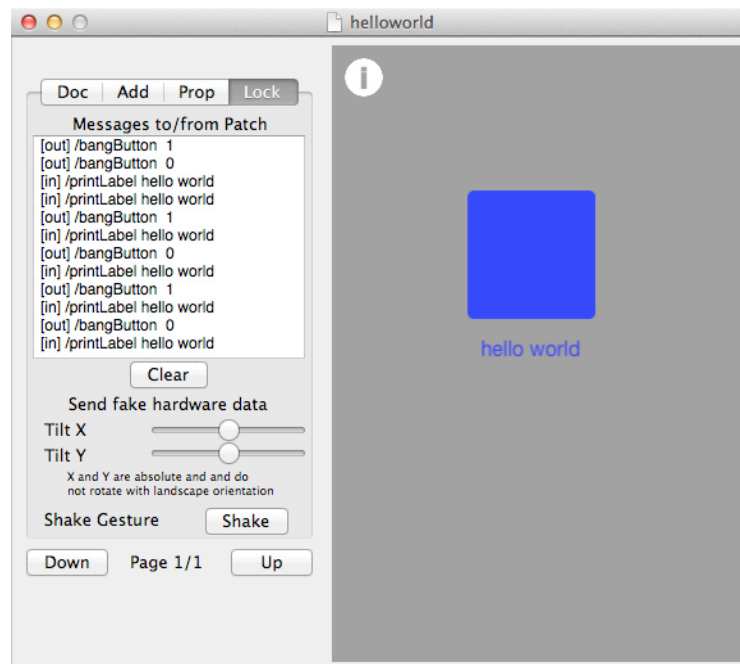 helloworld
i
Doc Add Prop Lock
Messages to/from Patch
[out] /bangButton 1
[out] /bangButton 0
[in] /printLabel hello world
[in] /printLabel hello world
[out] /bangButton 1
[in] /printLabel hello world
[out] /bangButton 0
[in] /printLabel hello world
[out] /bangButton 1
[in] /printLabel hello world
[out] /bangButton 0
[in] /printLabel hello world
Clear
Send fake hardware data
Tilt X
Tilt Y
X and Y are absolute and and do
not rotate with landscape orientation
Shake Gesture Shake
Down Page 1/1 Up
hello world